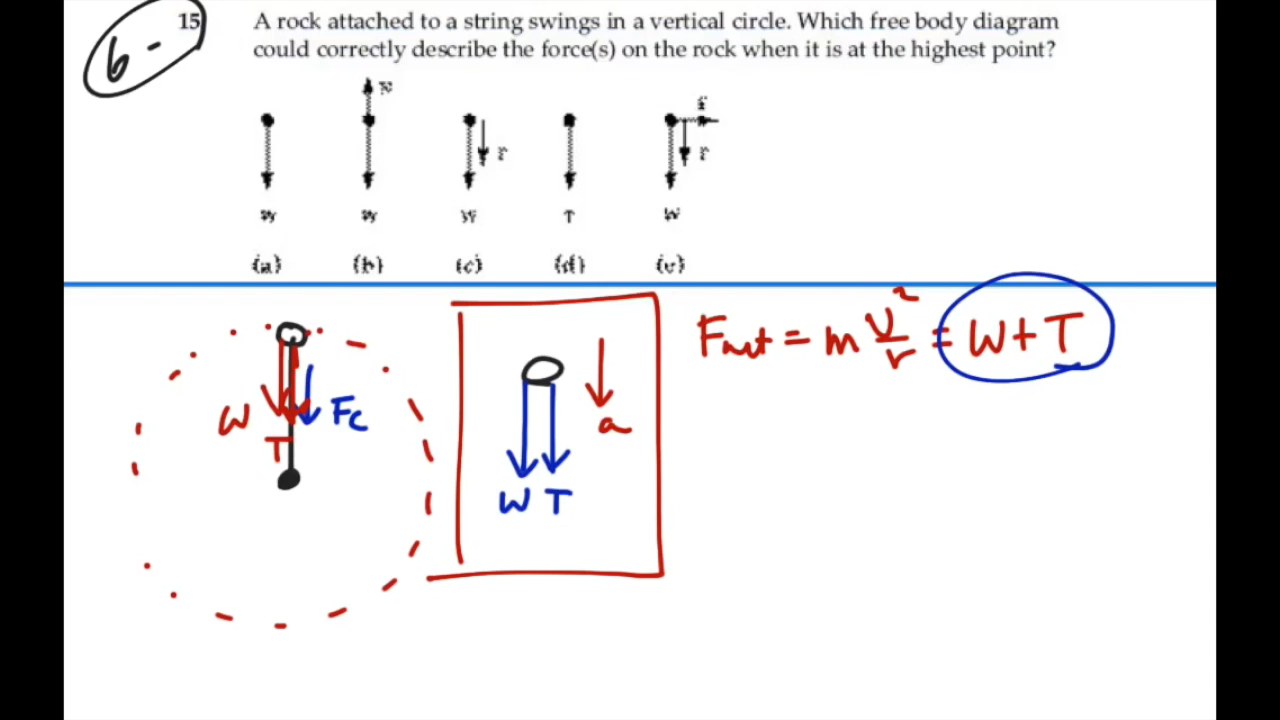 6-
15 A rock attached to a string swings in a vertical circle. Which free body diagram
could correctly describe the force(s) on the rock when it is at the highest point?
W W W T W
(a) (b) (c) (d)
Fnet = m v²/r = W+T
W Fc
T
a
W T